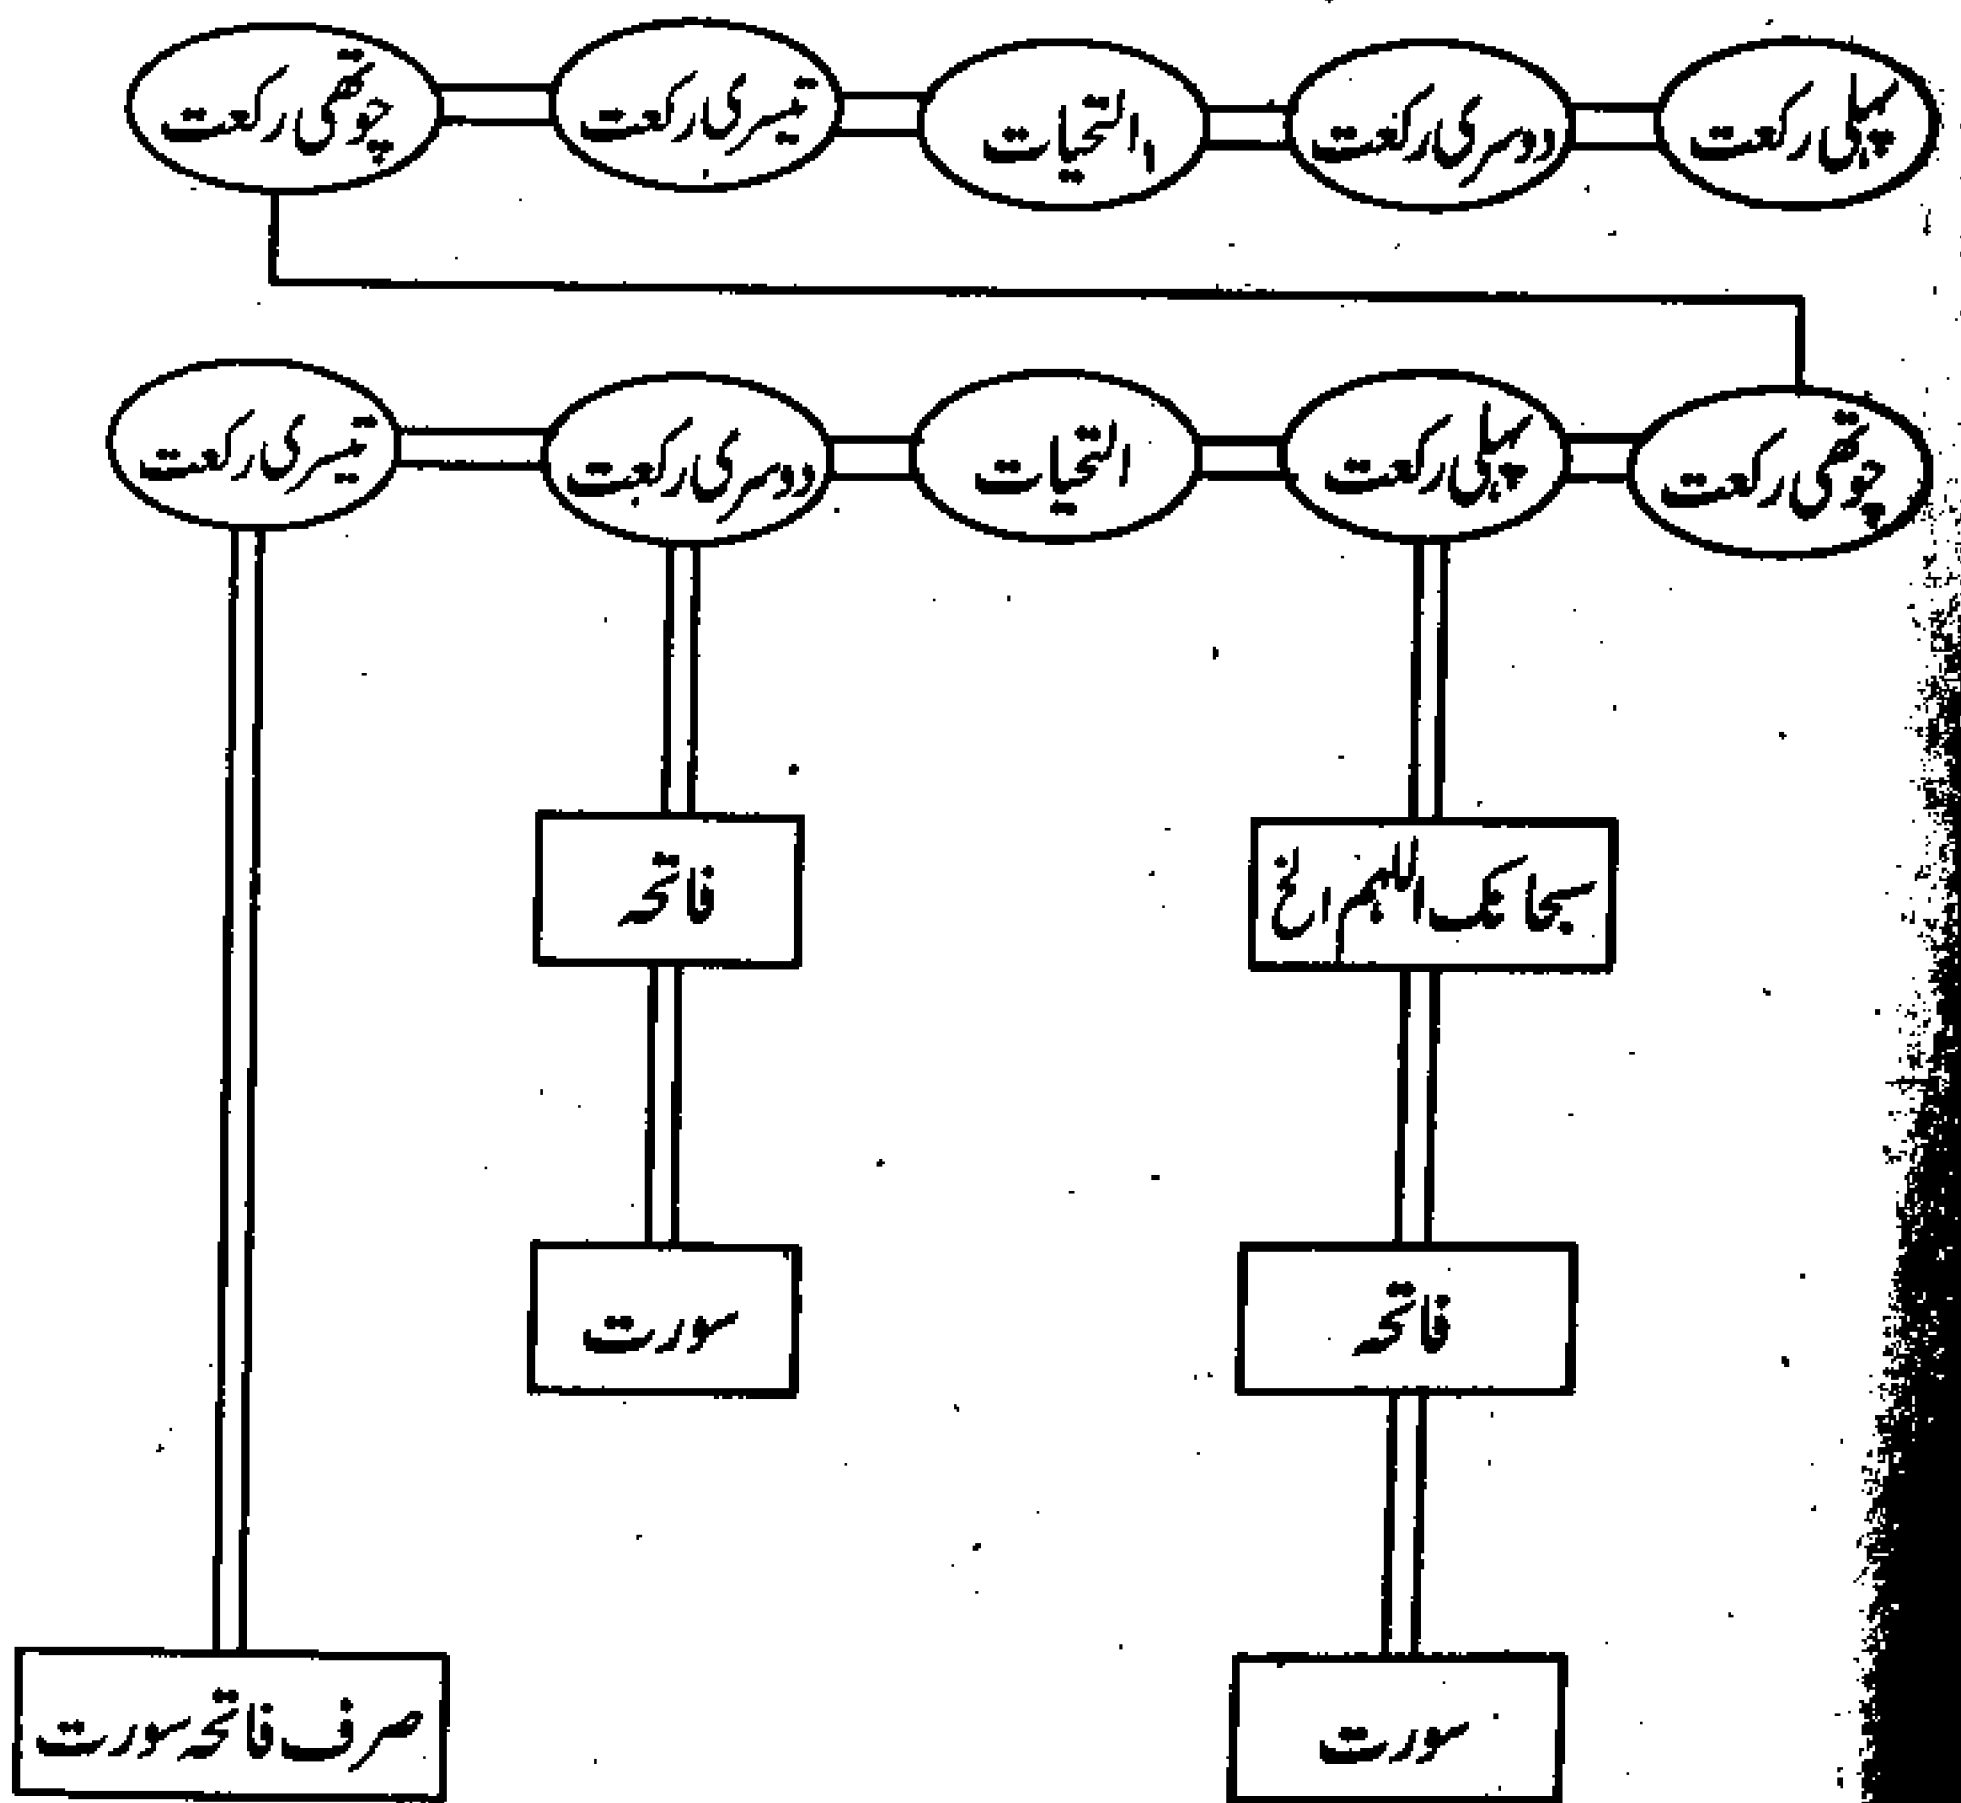 پہلی رکعت دوسری رکعت التحیات تیسری رکعت چوتھی رکعت
چوتھی رکعت پہلی رکعت التحیات دوسری رکعت تیسری رکعت
سبحانک اللہم الخ فاتحہ
فاتحہ سورت
سورت صرف فاتحہ سورت